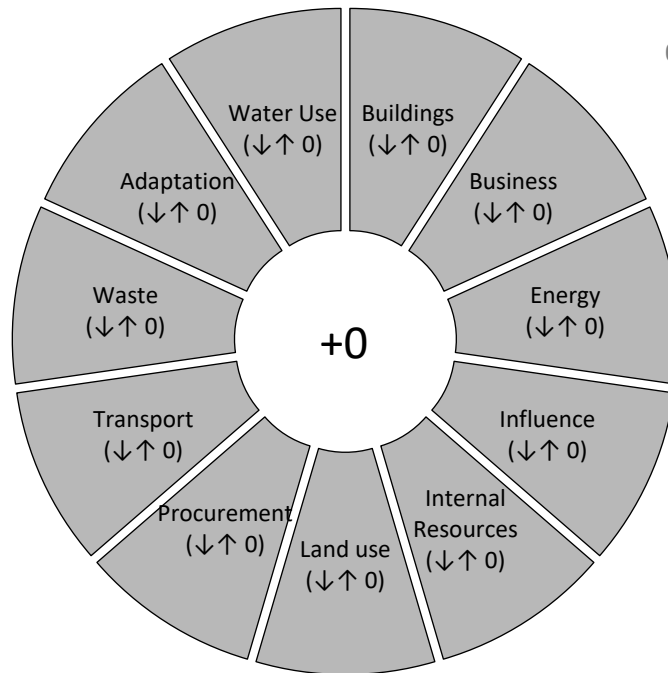 Water Use
(↓↑ 0)
Buildings
(↓↑ 0)
Adaptation
(↓↑ 0)
Business
(↓↑ 0)
Waste
(↓↑ 0)
Energy
(↓↑ 0)
+0
Transport
(↓↑ 0)
Influence
(↓↑ 0)
Procurement
(↓↑ 0)
Internal
Resources
(↓↑ 0)
Land use
(↓↑ 0)